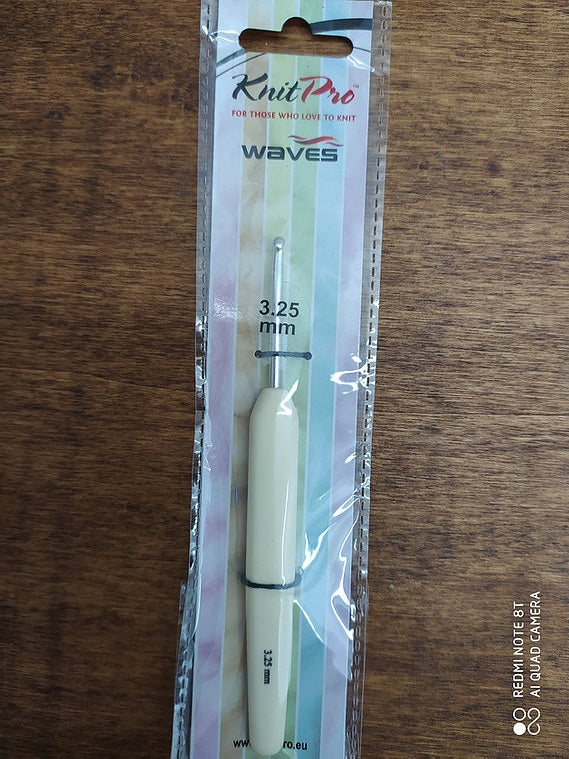 KnitPro™
FOR THOSE WHO LOVE TO KNIT
waves
3.25
mm
3.25 mm
REDMI NOTE 8T
AI QUAD CAMERA